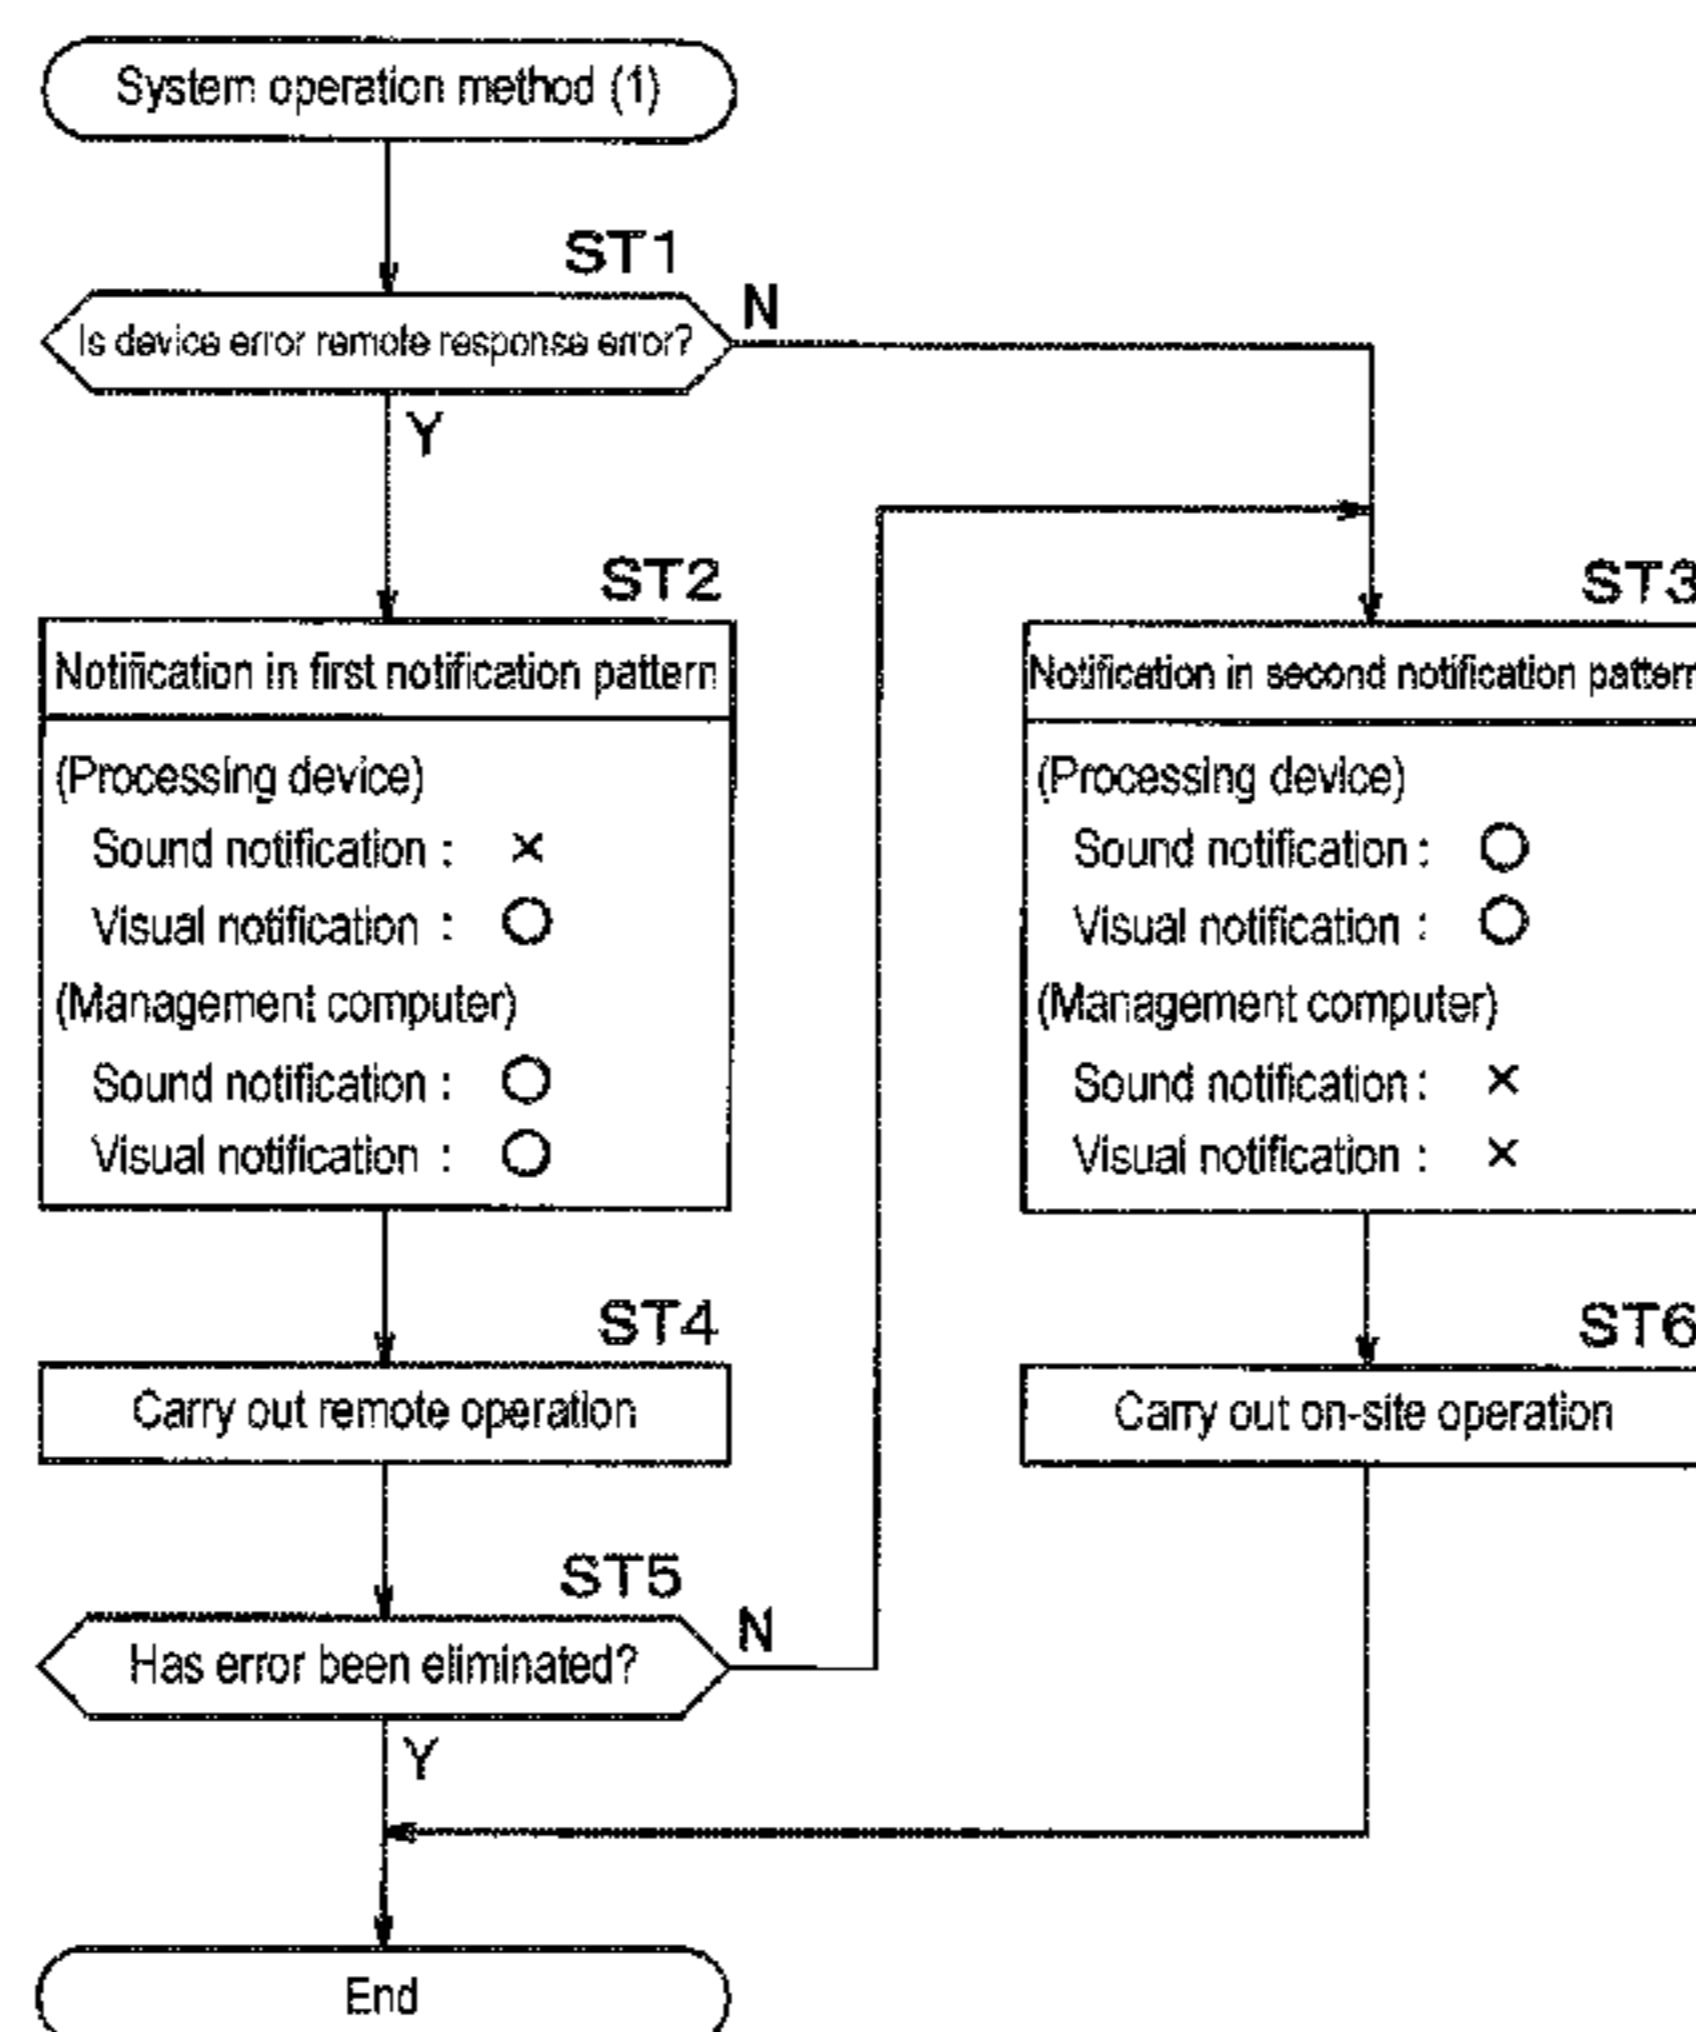 System operation method (1)
ST1
Is device error remote response error?
N
Y
ST2
Notification in first notification pattern
(Processing device)
Sound notification : ×
Visual notification : ○
(Management computer)
Sound notification : ○
Visual notification : ○
ST3
Notification in second notification pattern
(Processing device)
Sound notification : ○
Visual notification : ○
(Management computer)
Sound notification : ×
Visual notification : ×
ST4
Carry out remote operation
ST6
Carry out on-site operation
ST5
Has error been eliminated?
N
Y
End